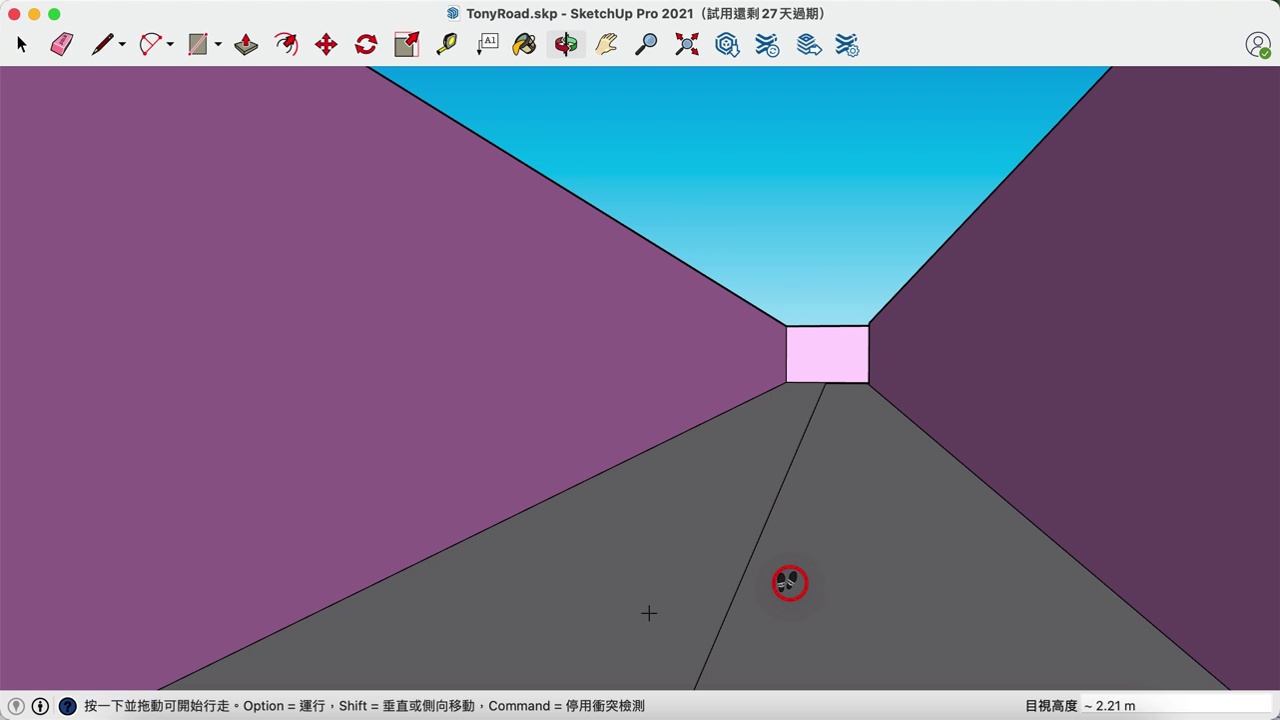 TonyRoad.skp - SketchUp Pro 2021（試用還剩 27 天過期）
A1
按一下並拖動可開始行走。Option = 運行，Shift = 垂直或側向移動，Command = 停用衝突檢測
目視高度 ~ 2.21 m